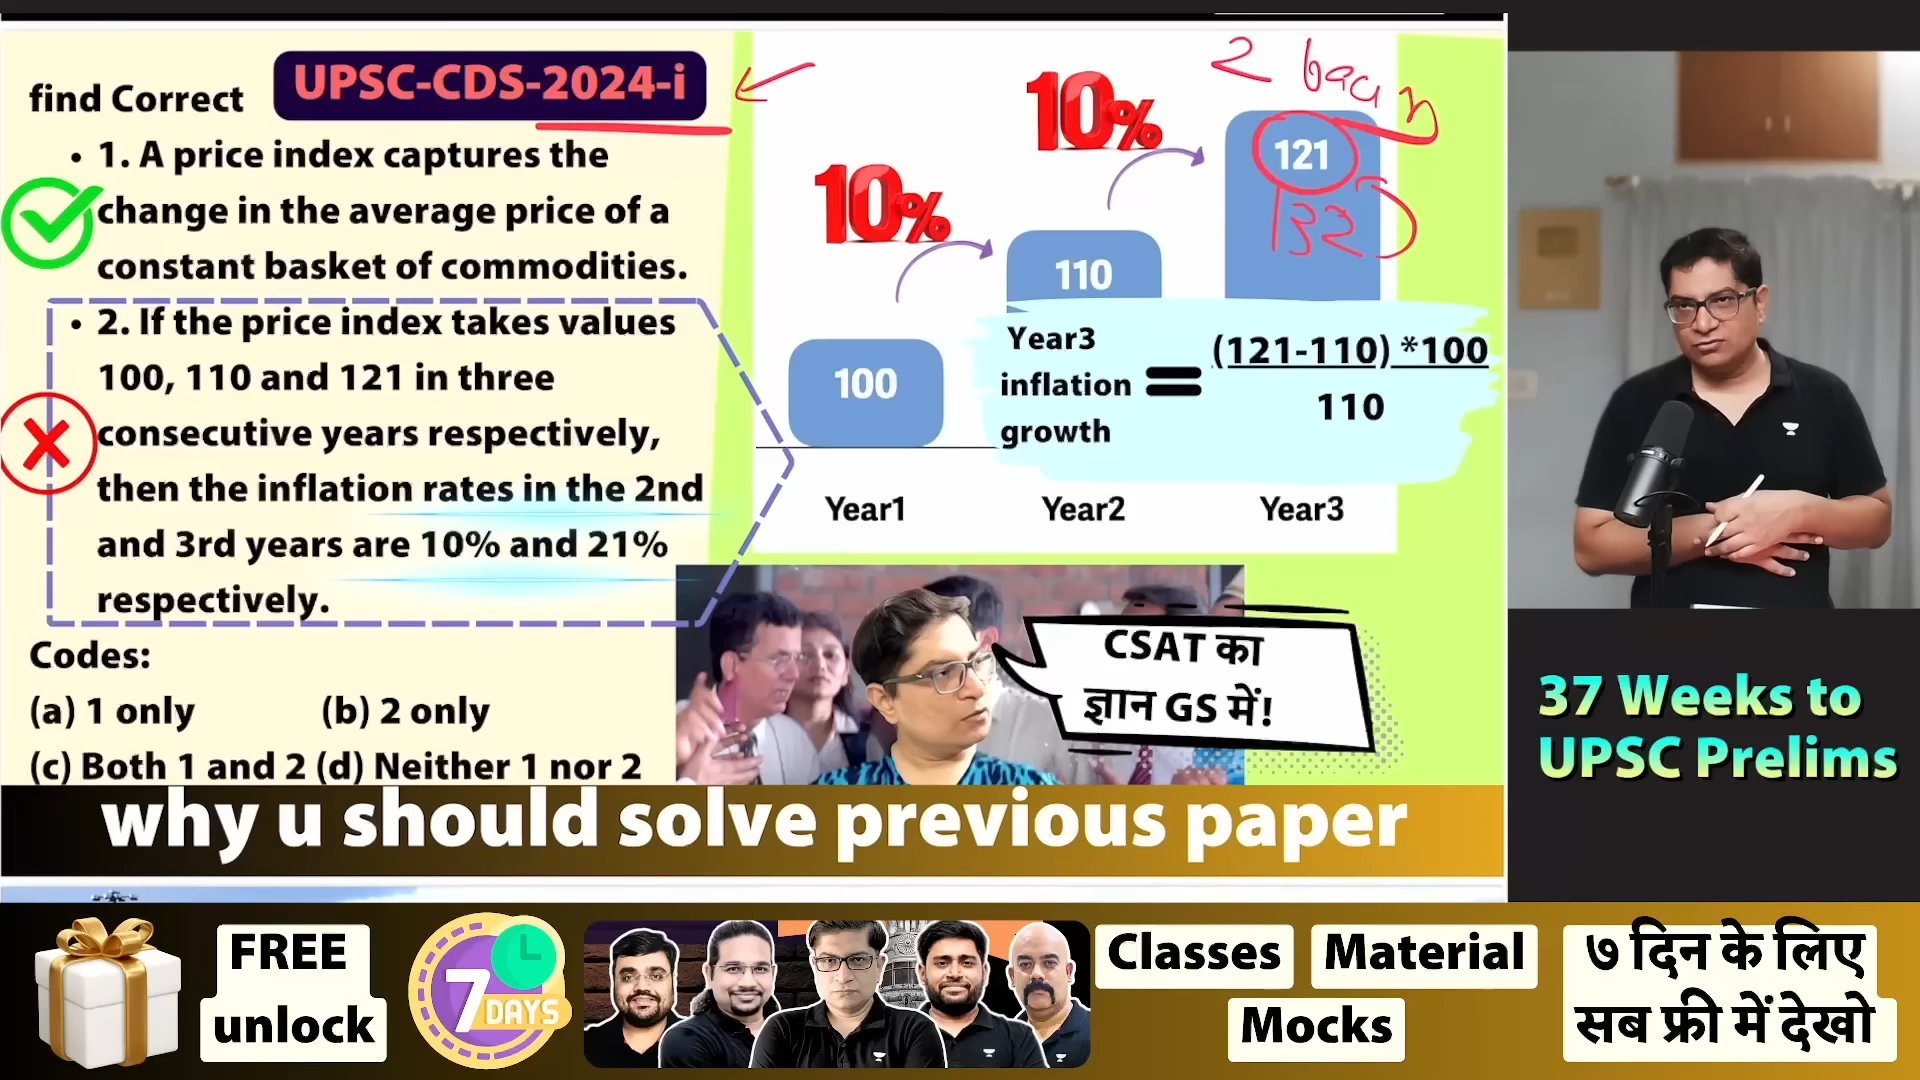 find Correct
UPSC-CDS-2024-i
• 1. A price index captures the
change in the average price of a
constant basket of commodities.
• 2. If the price index takes values
100, 110 and 121 in three
consecutive years respectively,
then the inflation rates in the 2nd
and 3rd years are 10% and 21%
respectively.
Codes:
(a) 1 only (b) 2 only
(c) Both 1 and 2 (d) Neither 1 nor 2
10%
10%
100
110
121
132
2
Year3
inflation
growth
=
(121-110) *100
110
Year1
Year2
Year3
CSAT का
ज्ञान GS में!
why u should solve previous paper
37 Weeks to
UPSC Prelims
FREE
unlock
7
DAYS
Classes
Material
Mocks
७ दिन के लिए
सब फ्री में देखो